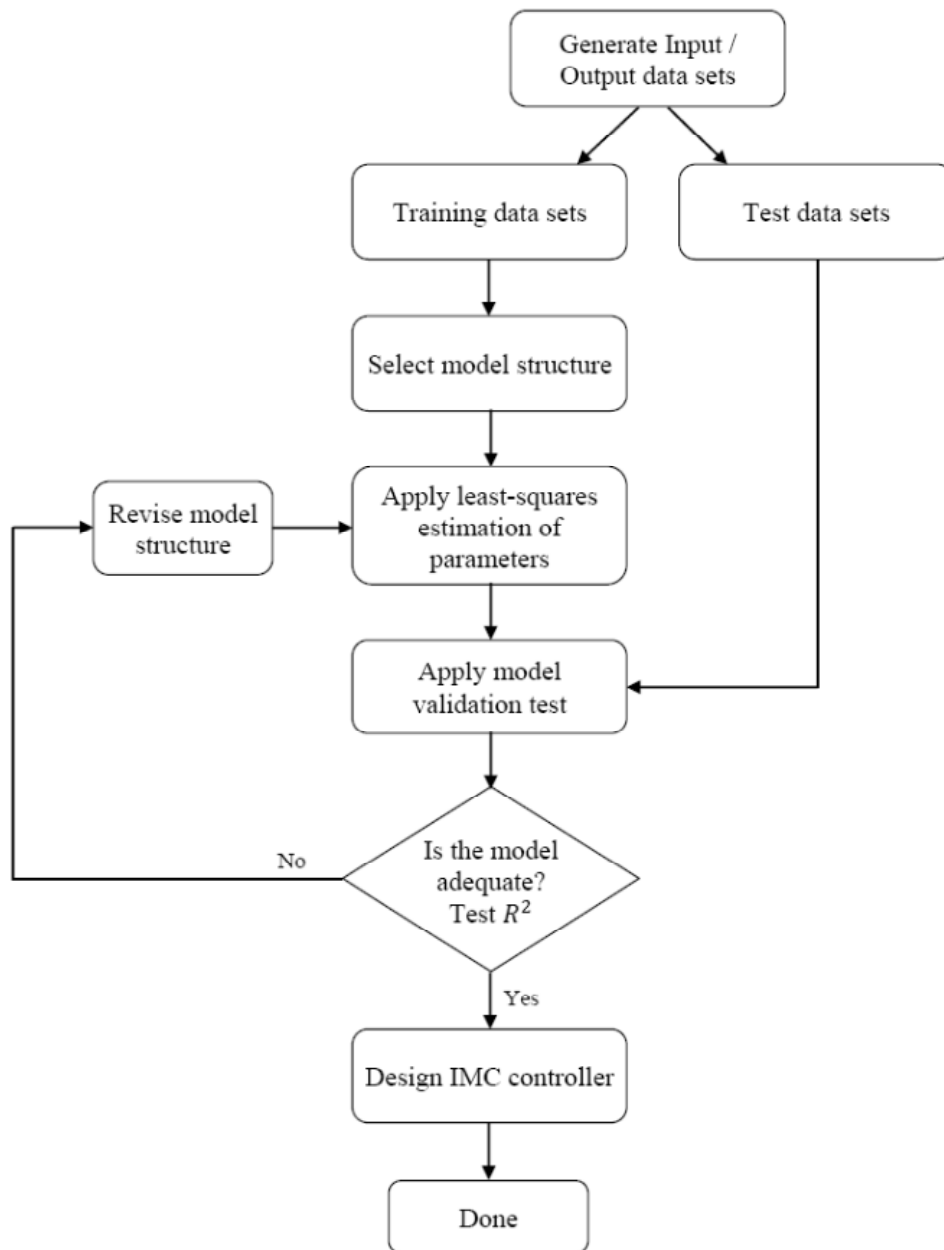 Generate Input /
Output data sets
Training data sets
Test data sets
Select model structure
Revise model
structure
Apply least-squares
estimation of
parameters
Apply model
validation test
Is the model
adequate?
Test R²
No
Yes
Design IMC controller
Done